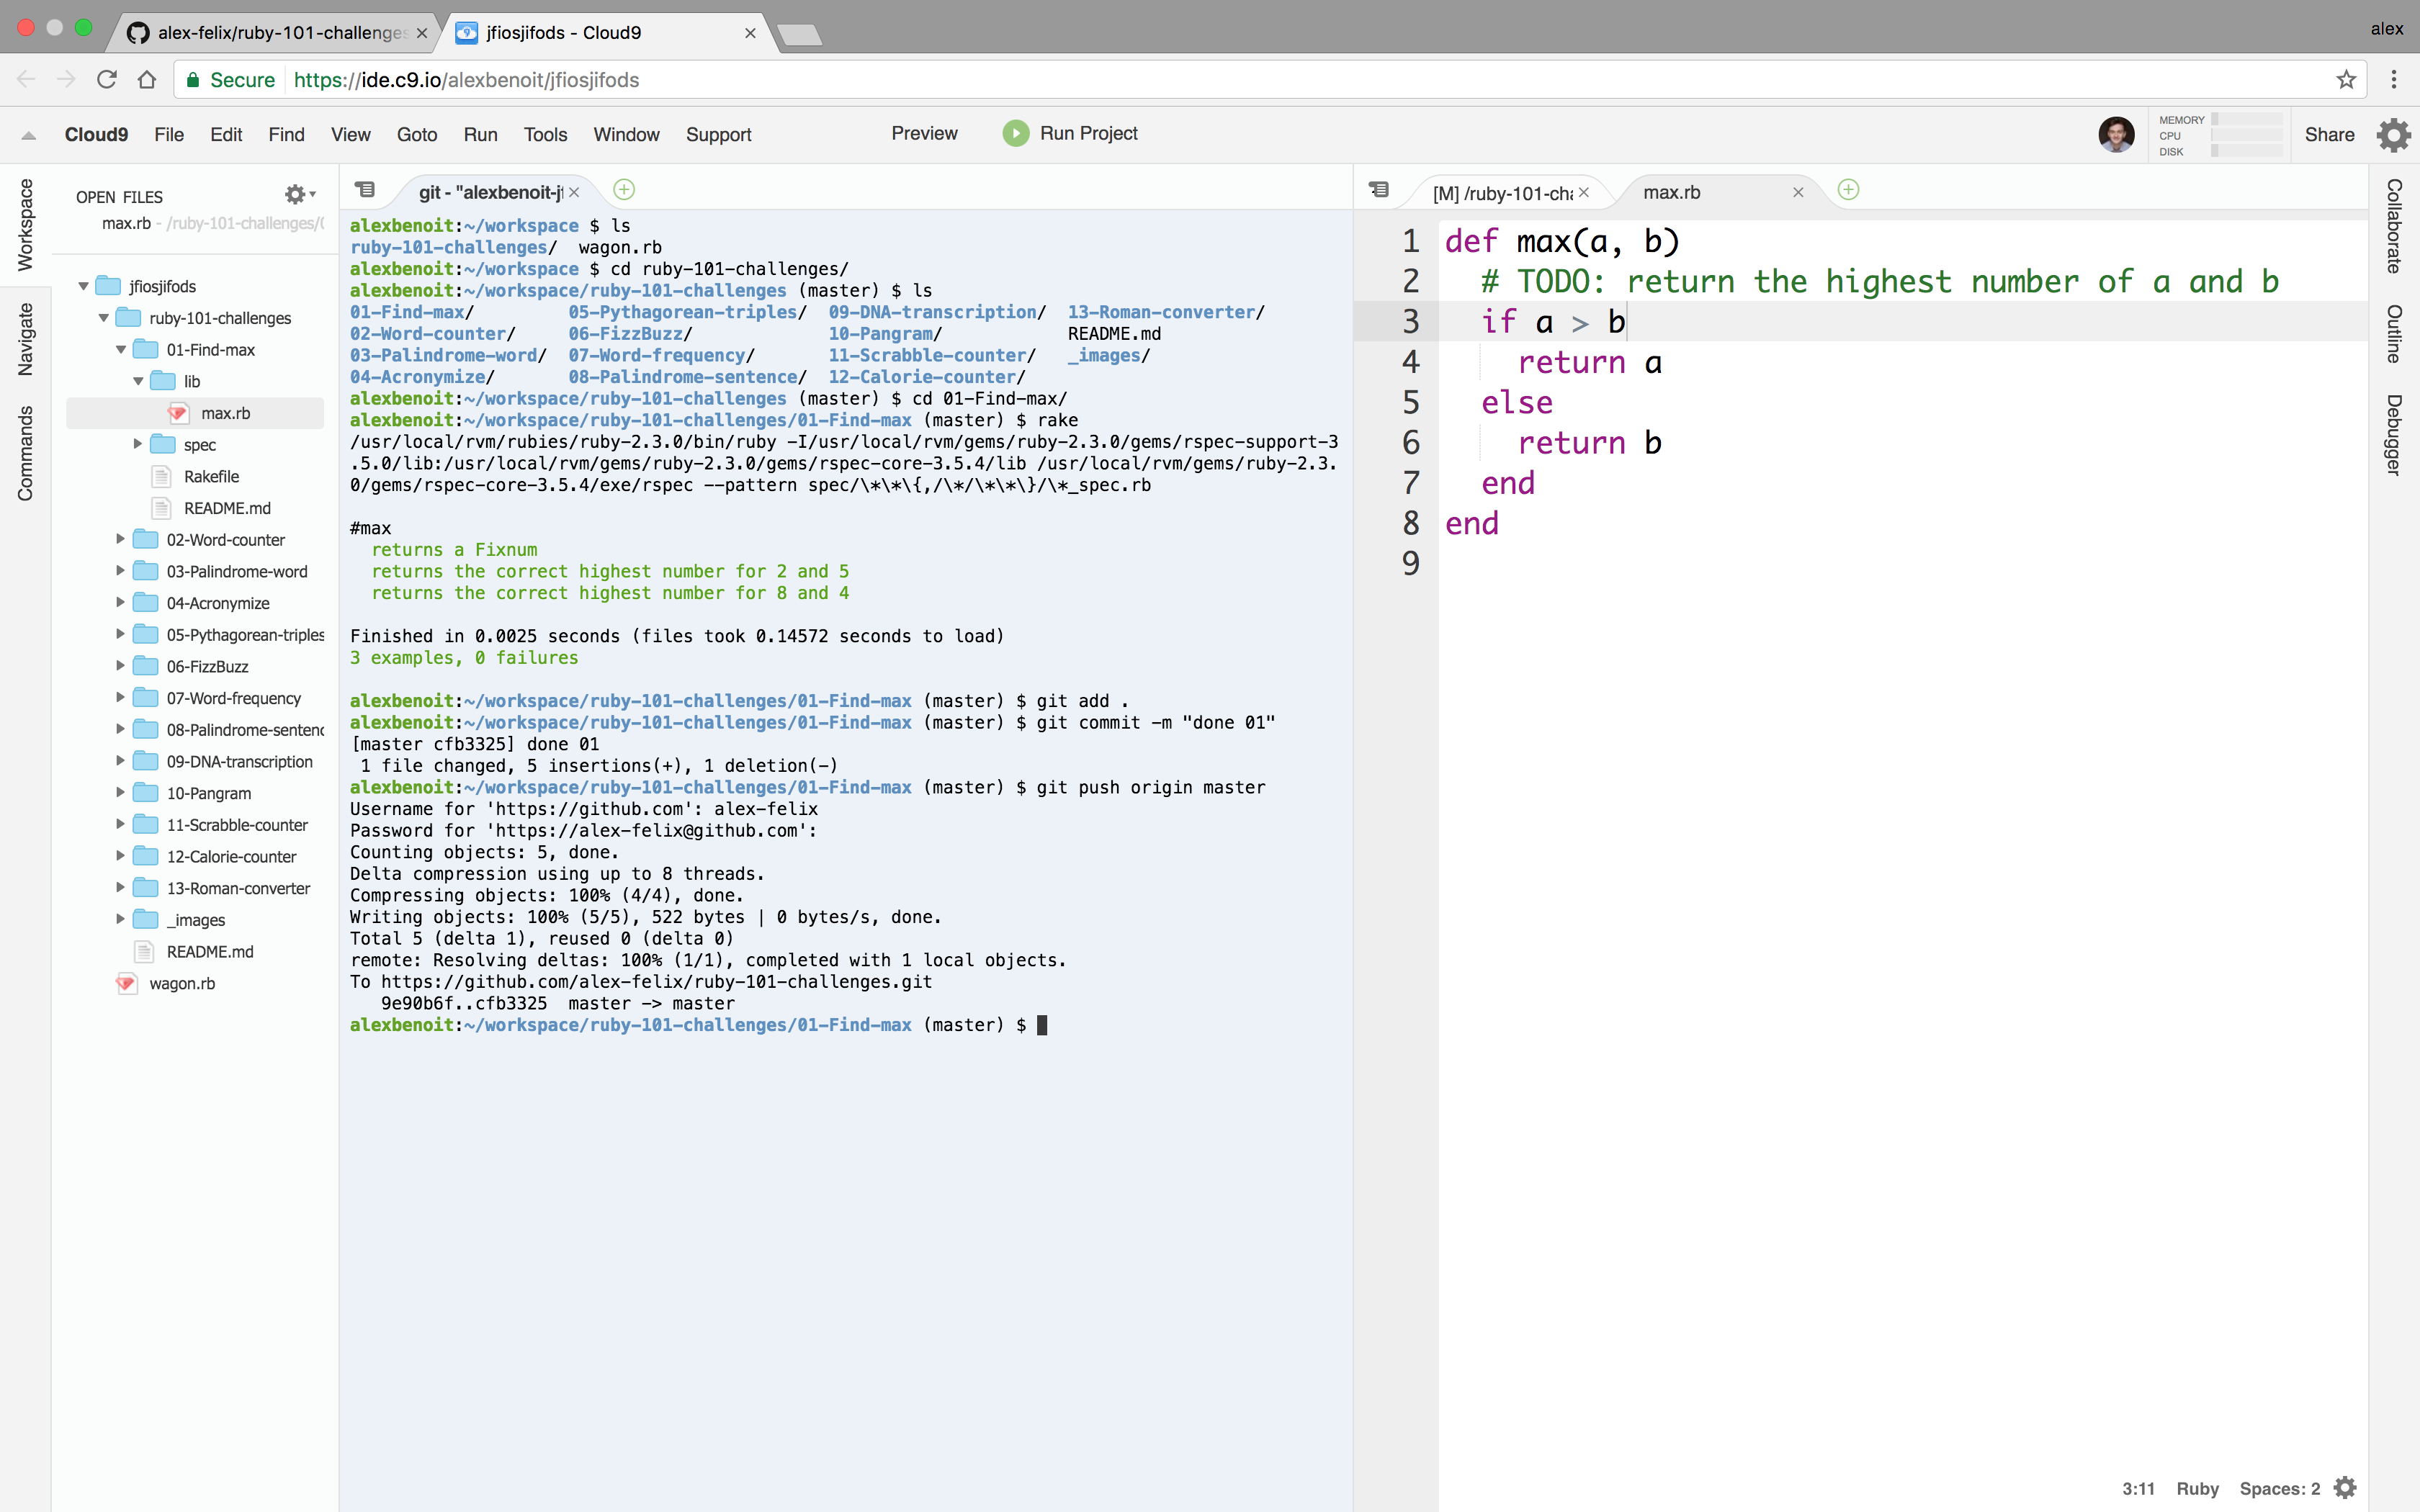 alex-felix/ruby-101-challenges
jfiosjifods - Cloud9
alex
Secure
https://ide.c9.io/alexbenoit/jfiosjifods
Cloud9 File Edit Find View Goto Run Tools Window Support Preview Run Project
MEMORY
CPU
DISK
Share
Workspace
Navigate
Commands
OPEN FILES
max.rb - /ruby-101-challenges/(
jfiosjifods
ruby-101-challenges
01-Find-max
lib
max.rb
spec
Rakefile
README.md
02-Word-counter
03-Palindrome-word
04-Acronymize
05-Pythagorean-triples
06-FizzBuzz
07-Word-frequency
08-Palindrome-sentenc
09-DNA-transcription
10-Pangram
11-Scrabble-counter
12-Calorie-counter
13-Roman-converter
_images
README.md
wagon.rb
git - "alexbenoit-j
alexbenoit:~/workspace $ ls
ruby-101-challenges/  wagon.rb
alexbenoit:~/workspace $ cd ruby-101-challenges/
alexbenoit:~/workspace/ruby-101-challenges (master) $ ls
01-Find-max/         05-Pythagorean-triples/  09-DNA-transcription/  13-Roman-converter/
02-Word-counter/     06-FizzBuzz/             10-Pangram/            README.md
03-Palindrome-word/  07-Word-frequency/       11-Scrabble-counter/   _images/
04-Acronymize/       08-Palindrome-sentence/  12-Calorie-counter/
alexbenoit:~/workspace/ruby-101-challenges (master) $ cd 01-Find-max/
alexbenoit:~/workspace/ruby-101-challenges/01-Find-max (master) $ rake
/usr/local/rvm/rubies/ruby-2.3.0/bin/ruby -I/usr/local/rvm/gems/ruby-2.3.0/gems/rspec-support-3
.5.0/lib:/usr/local/rvm/gems/ruby-2.3.0/gems/rspec-core-3.5.4/lib /usr/local/rvm/gems/ruby-2.3.
0/gems/rspec-core-3.5.4/exe/rspec --pattern spec/\*\*\{,/\*/\*\*\}/\*_spec.rb
#max
returns a Fixnum
returns the correct highest number for 2 and 5
returns the correct highest number for 8 and 4
Finished in 0.0025 seconds (files took 0.14572 seconds to load)
3 examples, 0 failures
alexbenoit:~/workspace/ruby-101-challenges/01-Find-max (master) $ git add .
alexbenoit:~/workspace/ruby-101-challenges/01-Find-max (master) $ git commit -m "done 01"
[master cfb3325] done 01
1 file changed, 5 insertions(+), 1 deletion(-)
alexbenoit:~/workspace/ruby-101-challenges/01-Find-max (master) $ git push origin master
Username for 'https://github.com': alex-felix
Password for 'https://alex-felix@github.com':
Counting objects: 5, done.
Delta compression using up to 8 threads.
Compressing objects: 100% (4/4), done.
Writing objects: 100% (5/5), 522 bytes | 0 bytes/s, done.
Total 5 (delta 1), reused 0 (delta 0)
remote: Resolving deltas: 100% (1/1), completed with 1 local objects.
To https://github.com/alex-felix/ruby-101-challenges.git
9e90b6f..cfb3325  master -> master
alexbenoit:~/workspace/ruby-101-challenges/01-Find-max (master) $
[M] /ruby-101-cha
max.rb
1 def max(a, b)
2   # TODO: return the highest number of a and b
3   if a > b
4     return a
5   else
6     return b
7   end
8 end
9
3:11 Ruby Spaces: 2
Collaborate
Outline
Debugger